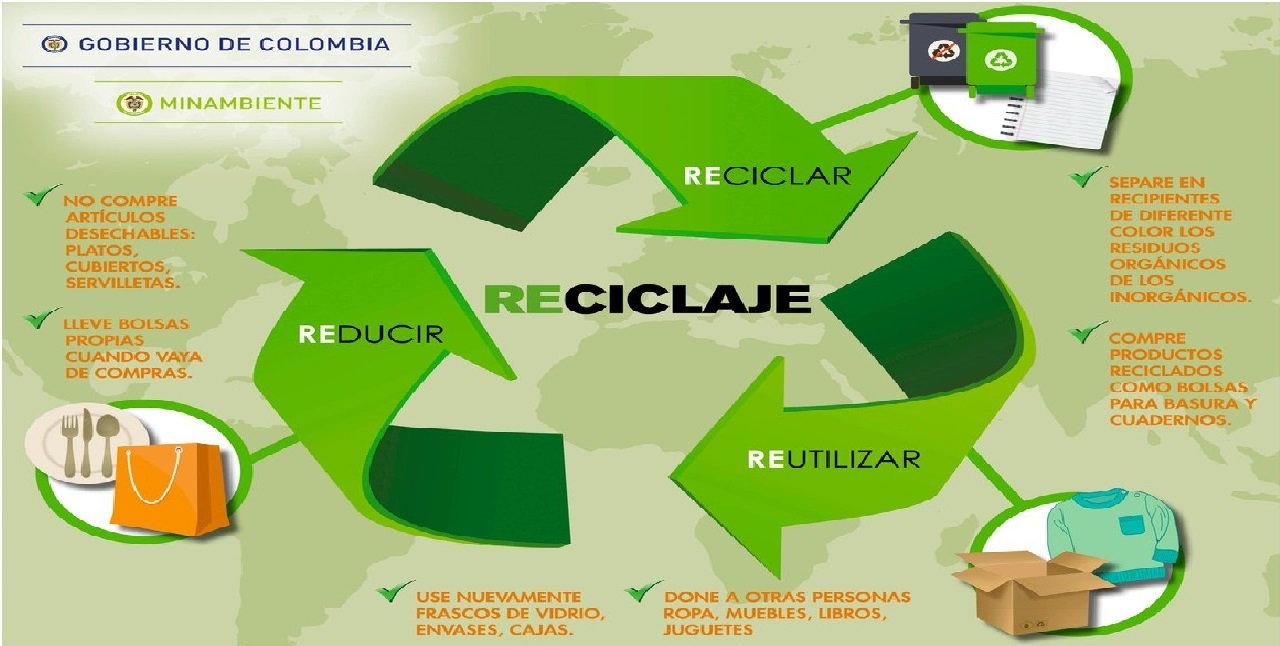 GOBIERNO DE COLOMBIA
MINAMBIENTE
RECICLAR
NO COMPRE
ARTÍCULOS
DESECHABLES:
PLATOS,
CUBIERTOS,
SERVILLETAS.
LLEVE BOLSAS
PROPIAS
CUANDO VAYA
DE COMPRAS.
REDUCIR
RECICLAJE
SEPARE EN
RECIPIENTES
DE DIFERENTE
COLOR LOS
RESIDUOS
ORGÁNICOS
DE LOS
INORGÁNICOS.
COMPRE
PRODUCTOS
RECICLADOS
COMO BOLSAS
PARA BASURA Y
CUADERNOS.
REUTILIZAR
USE NUEVAMENTE
FRASCOS DE VIDRIO,
ENVASES, CAJAS.
DONE A OTRAS PERSONAS
ROPA, MUEBLES, LIBROS,
JUGUETES